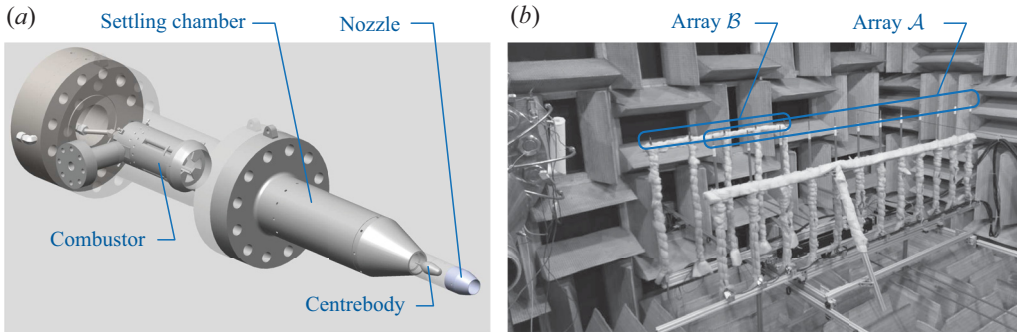 (a)
Settling chamber
Nozzle
Combustor
Centrebody
(b)
Array ℬ
Array 𝒜